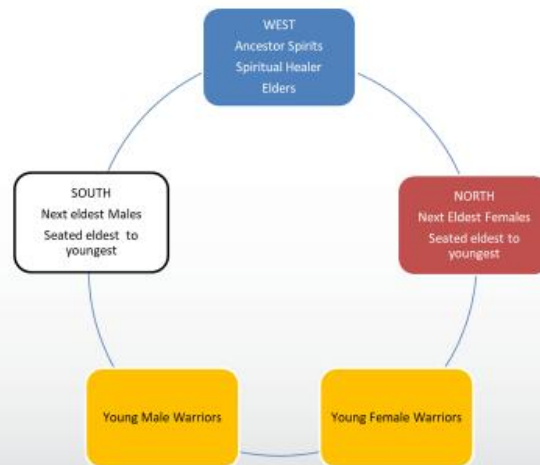 WEST
Ancestor Spirits
Spiritual Healer
Elders
SOUTH
Next eldest Males
Seated eldest to
youngest
NORTH
Next Eldest Females
Seated eldest to
youngest
Young Male Warriors
Young Female Warriors